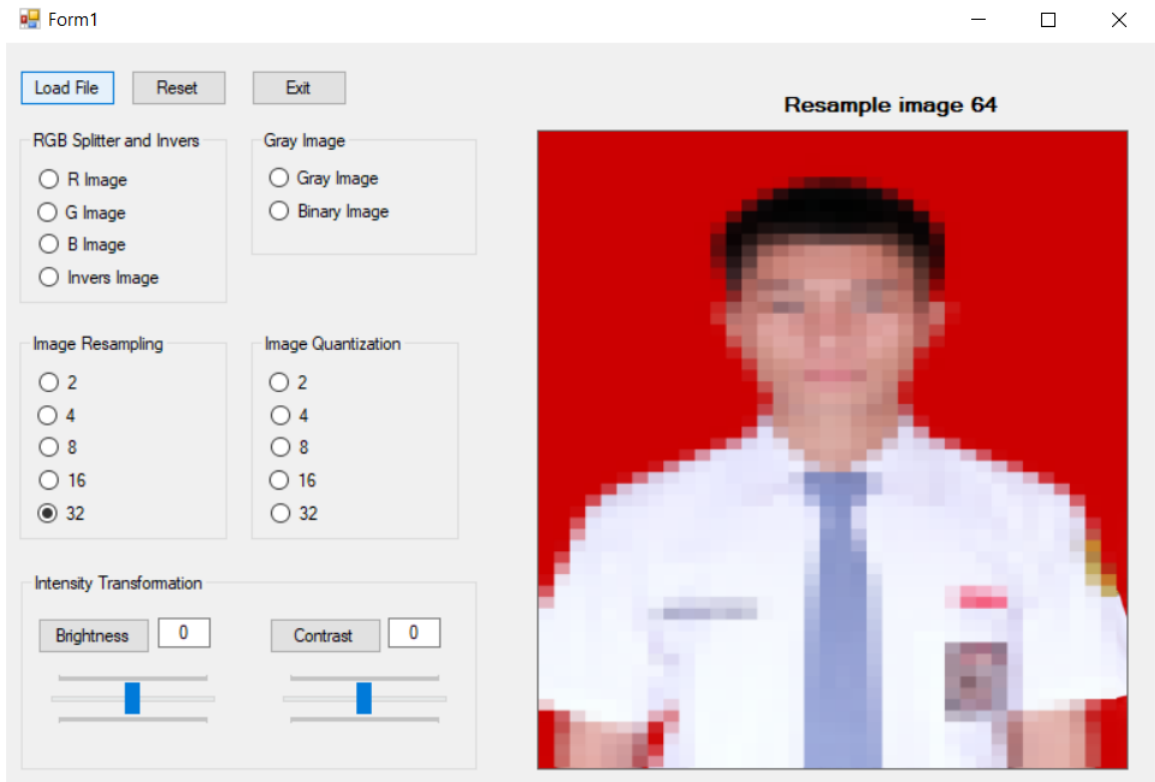 Form1
Load File Reset Exit
Resample image 64
RGB Splitter and Invers
R Image
G Image
B Image
Invers Image
Gray Image
Gray Image
Binary Image
Image Resampling
2
4
8
16
32
Image Quantization
2
4
8
16
32
Intensity Transformation
Brightness 0
Contrast 0